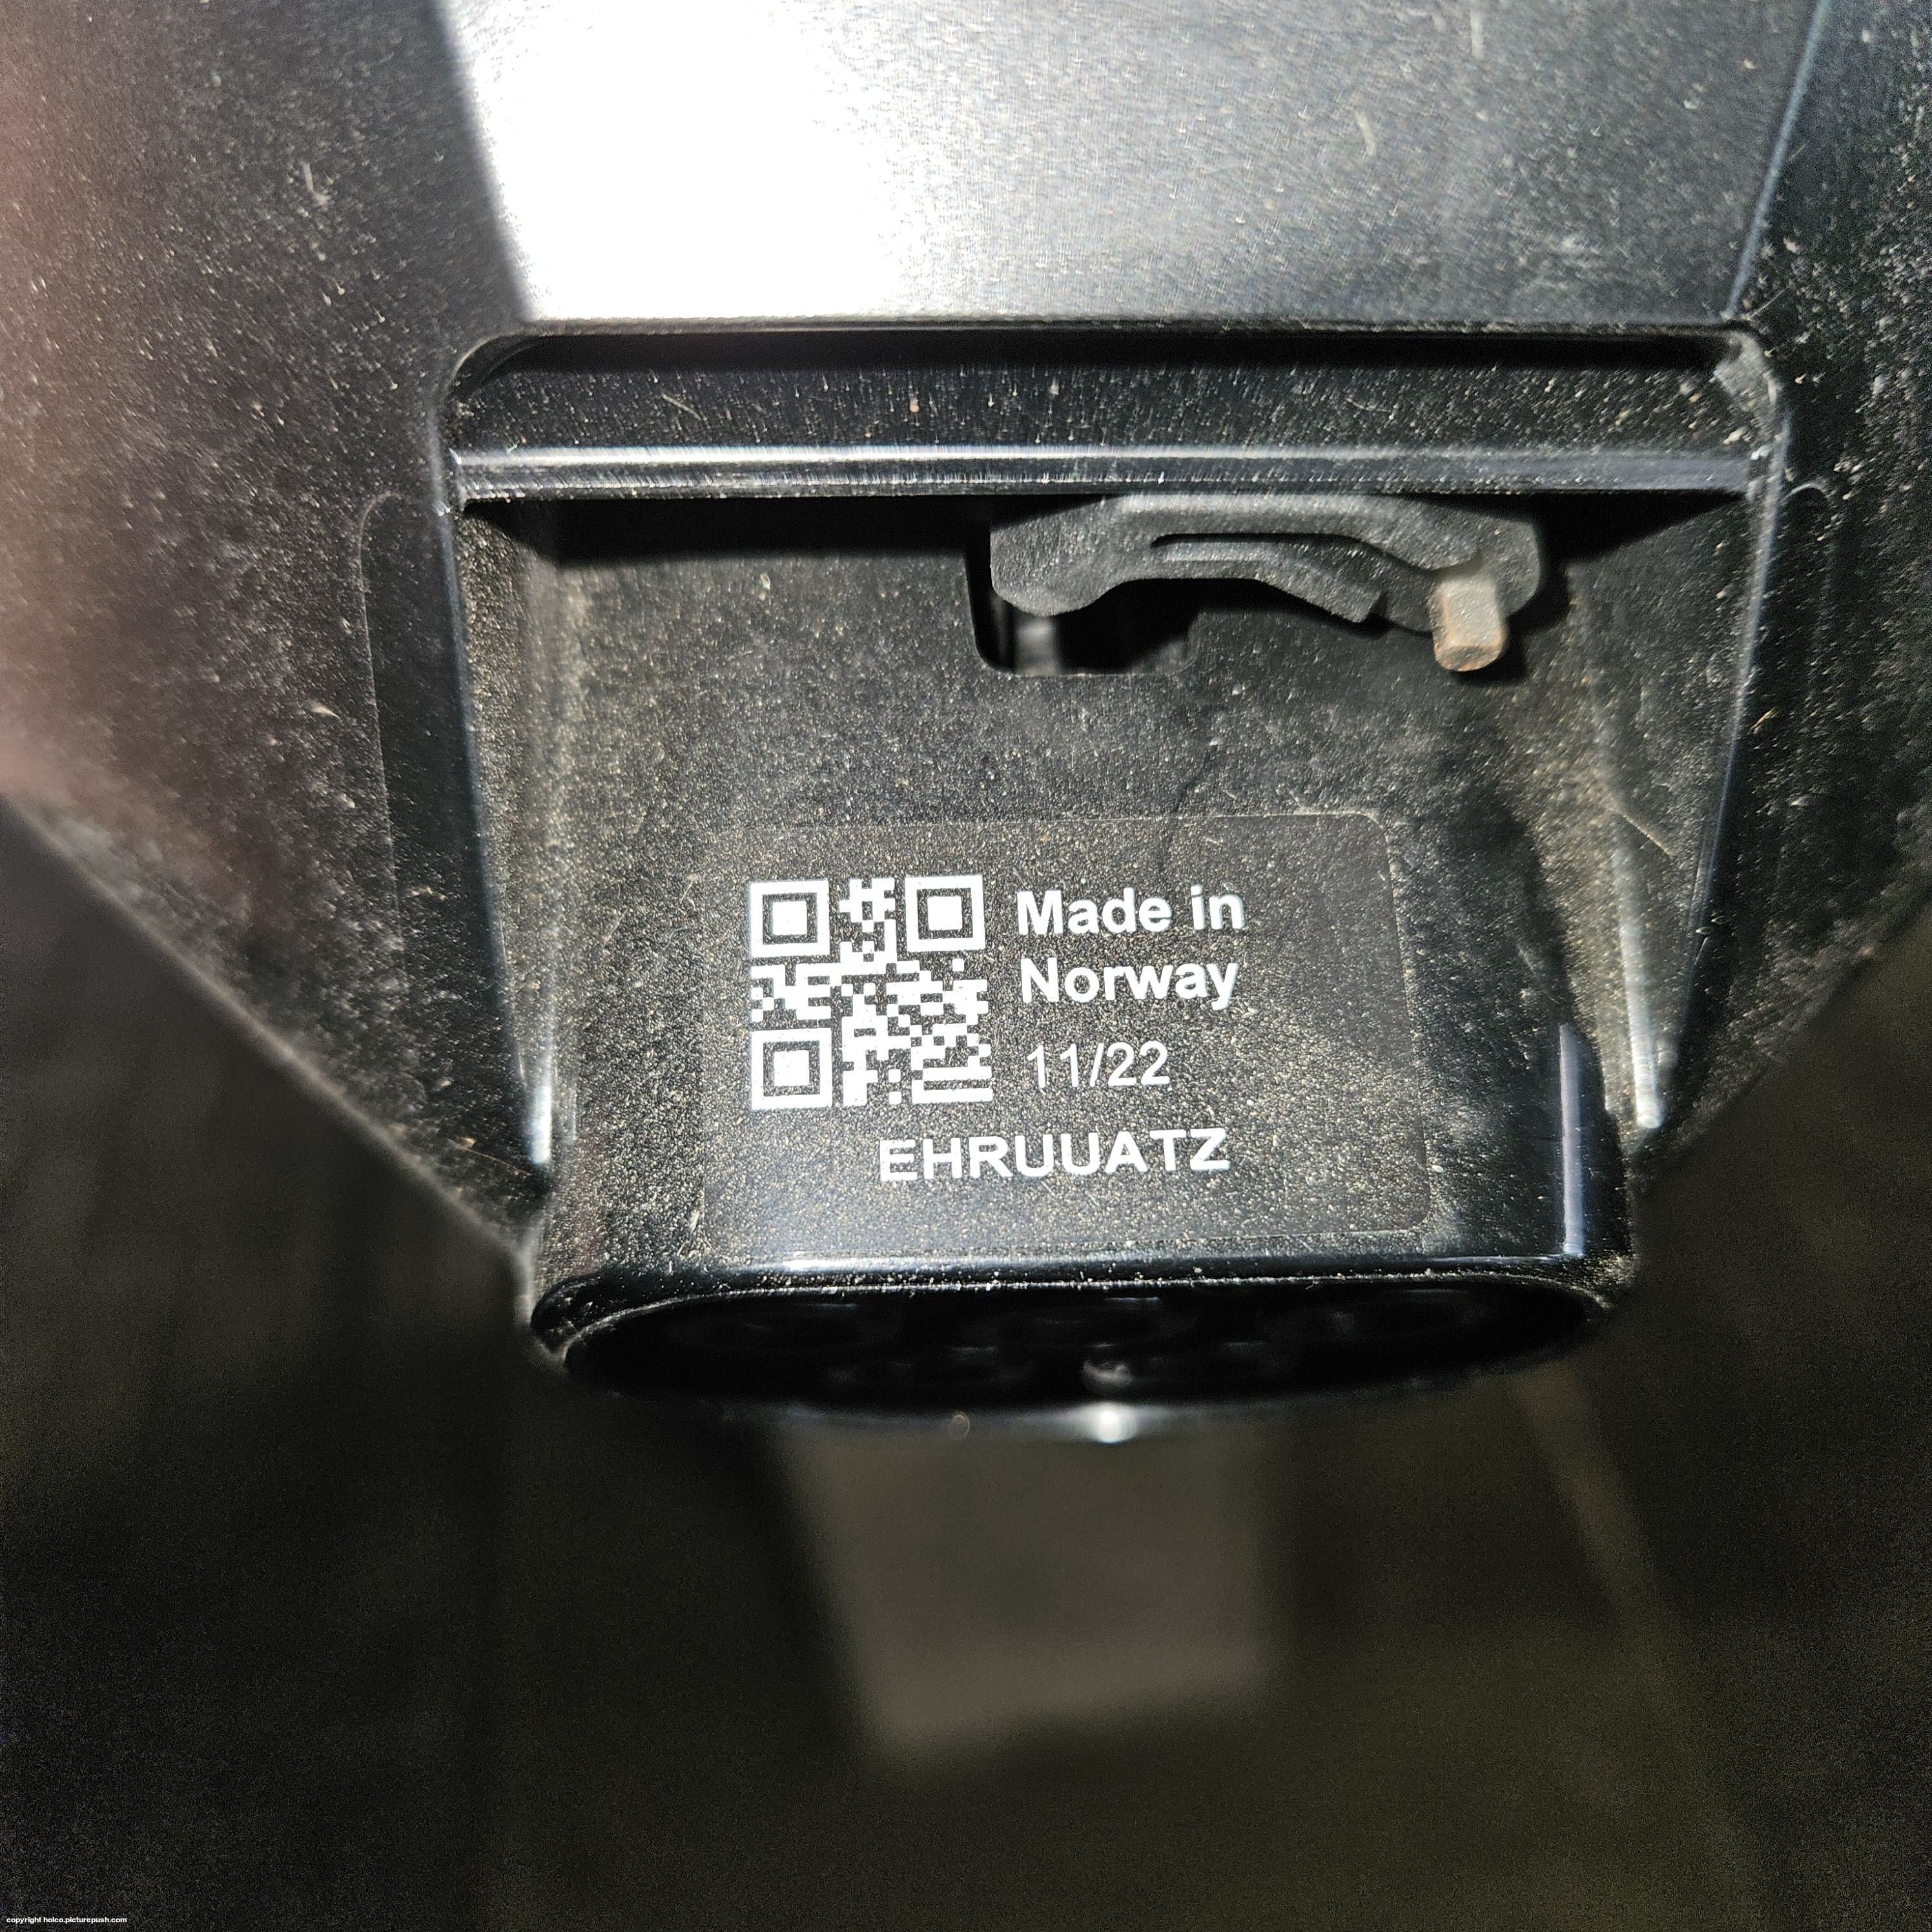 Made in
Norway
11/22
EHRUUATZ
copyright holco.picturepush.com